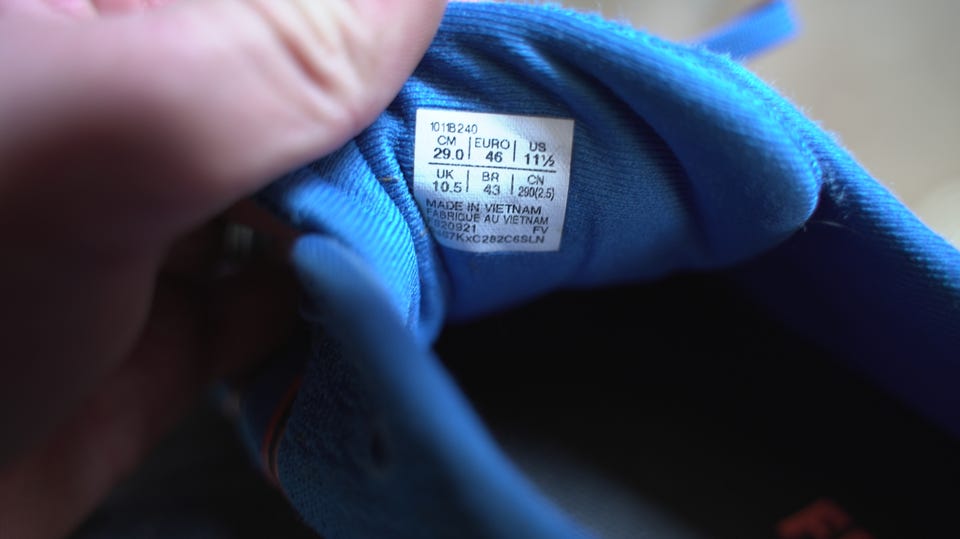 1011B240
CM EURO US
29.0 46 11½
UK BR CN
10.5 43 290(2.5)
MADE IN VIETNAM
FABRIQUE AU VIETNAM
FV